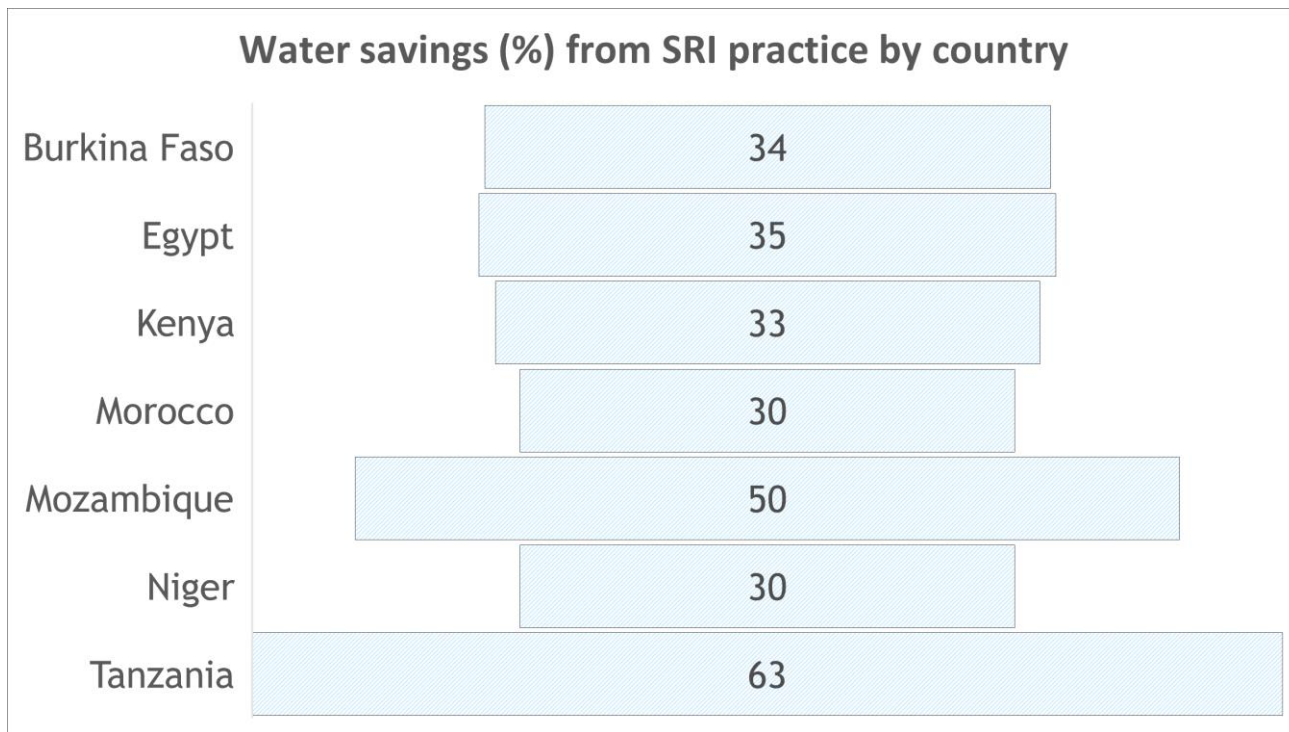 Water savings (%) from SRI practice by country
Burkina Faso 34
Egypt 35
Kenya 33
Morocco 30
Mozambique 50
Niger 30
Tanzania 63